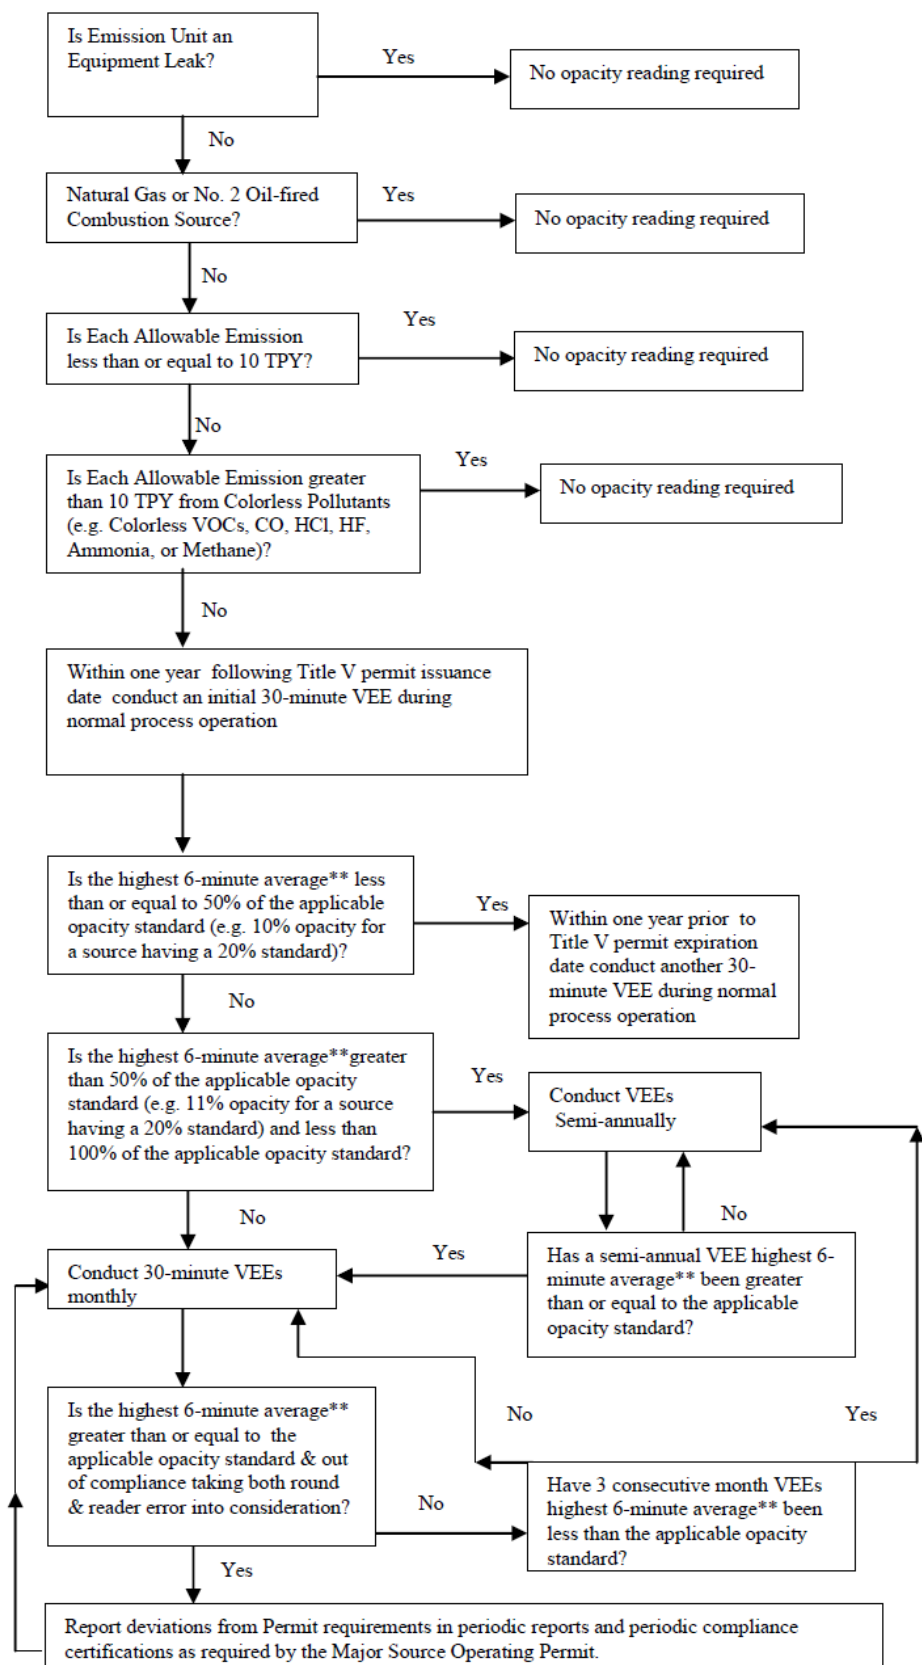 Is Emission Unit an
Equipment Leak?
Yes
No opacity reading required
No
Natural Gas or No. 2 Oil-fired
Combustion Source?
Yes
No opacity reading required
No
Is Each Allowable Emission
less than or equal to 10 TPY?
Yes
No opacity reading required
No
Is Each Allowable Emission greater
than 10 TPY from Colorless Pollutants
(e.g. Colorless VOCs, CO, HCl, HF,
Ammonia, or Methane)?
Yes
No opacity reading required
No
Within one year following Title V permit issuance
date conduct an initial 30-minute VEE during
normal process operation
Is the highest 6-minute average** less
than or equal to 50% of the applicable
opacity standard (e.g. 10% opacity for
a source having a 20% standard)?
Yes
Within one year prior to
Title V permit expiration
date conduct another 30-
minute VEE during normal
process operation
No
Is the highest 6-minute average**greater
than 50% of the applicable opacity
standard (e.g. 11% opacity for a source
having a 20% standard) and less than
100% of the applicable opacity standard?
Yes
Conduct VEEs
Semi-annually
No
No
Conduct 30-minute VEEs
monthly
Yes
Has a semi-annual VEE highest 6-
minute average** been greater
than or equal to the applicable
opacity standard?
Is the highest 6-minute average**
greater than or equal to the
applicable opacity standard & out
of compliance taking both round
& reader error into consideration?
No
Yes
No
Have 3 consecutive month VEEs
highest 6-minute average** been
less than the applicable opacity
standard?
Yes
Report deviations from Permit requirements in periodic reports and periodic compliance
certifications as required by the Major Source Operating Permit.